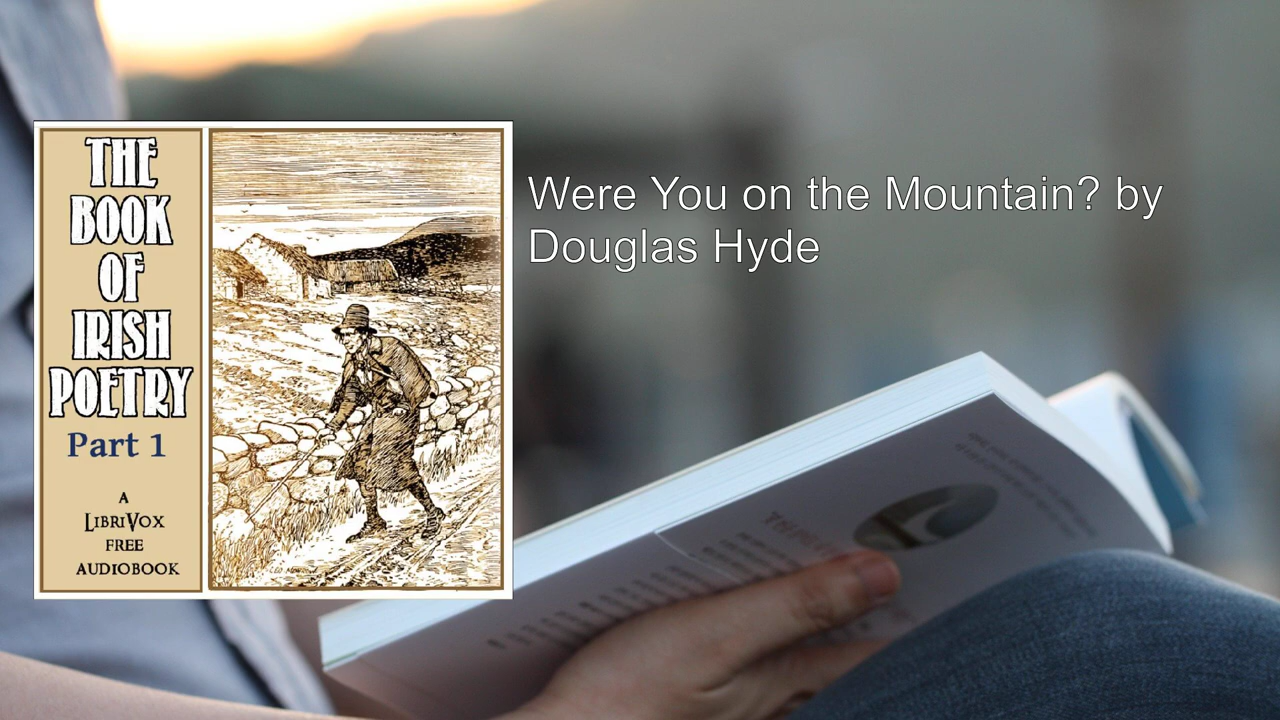 THE
BOOK
OF
IRISH
POETRY
Part 1
A
LIBRIVOX
FREE
AUDIOBOOK
Were You on the Mountain? by
Douglas Hyde